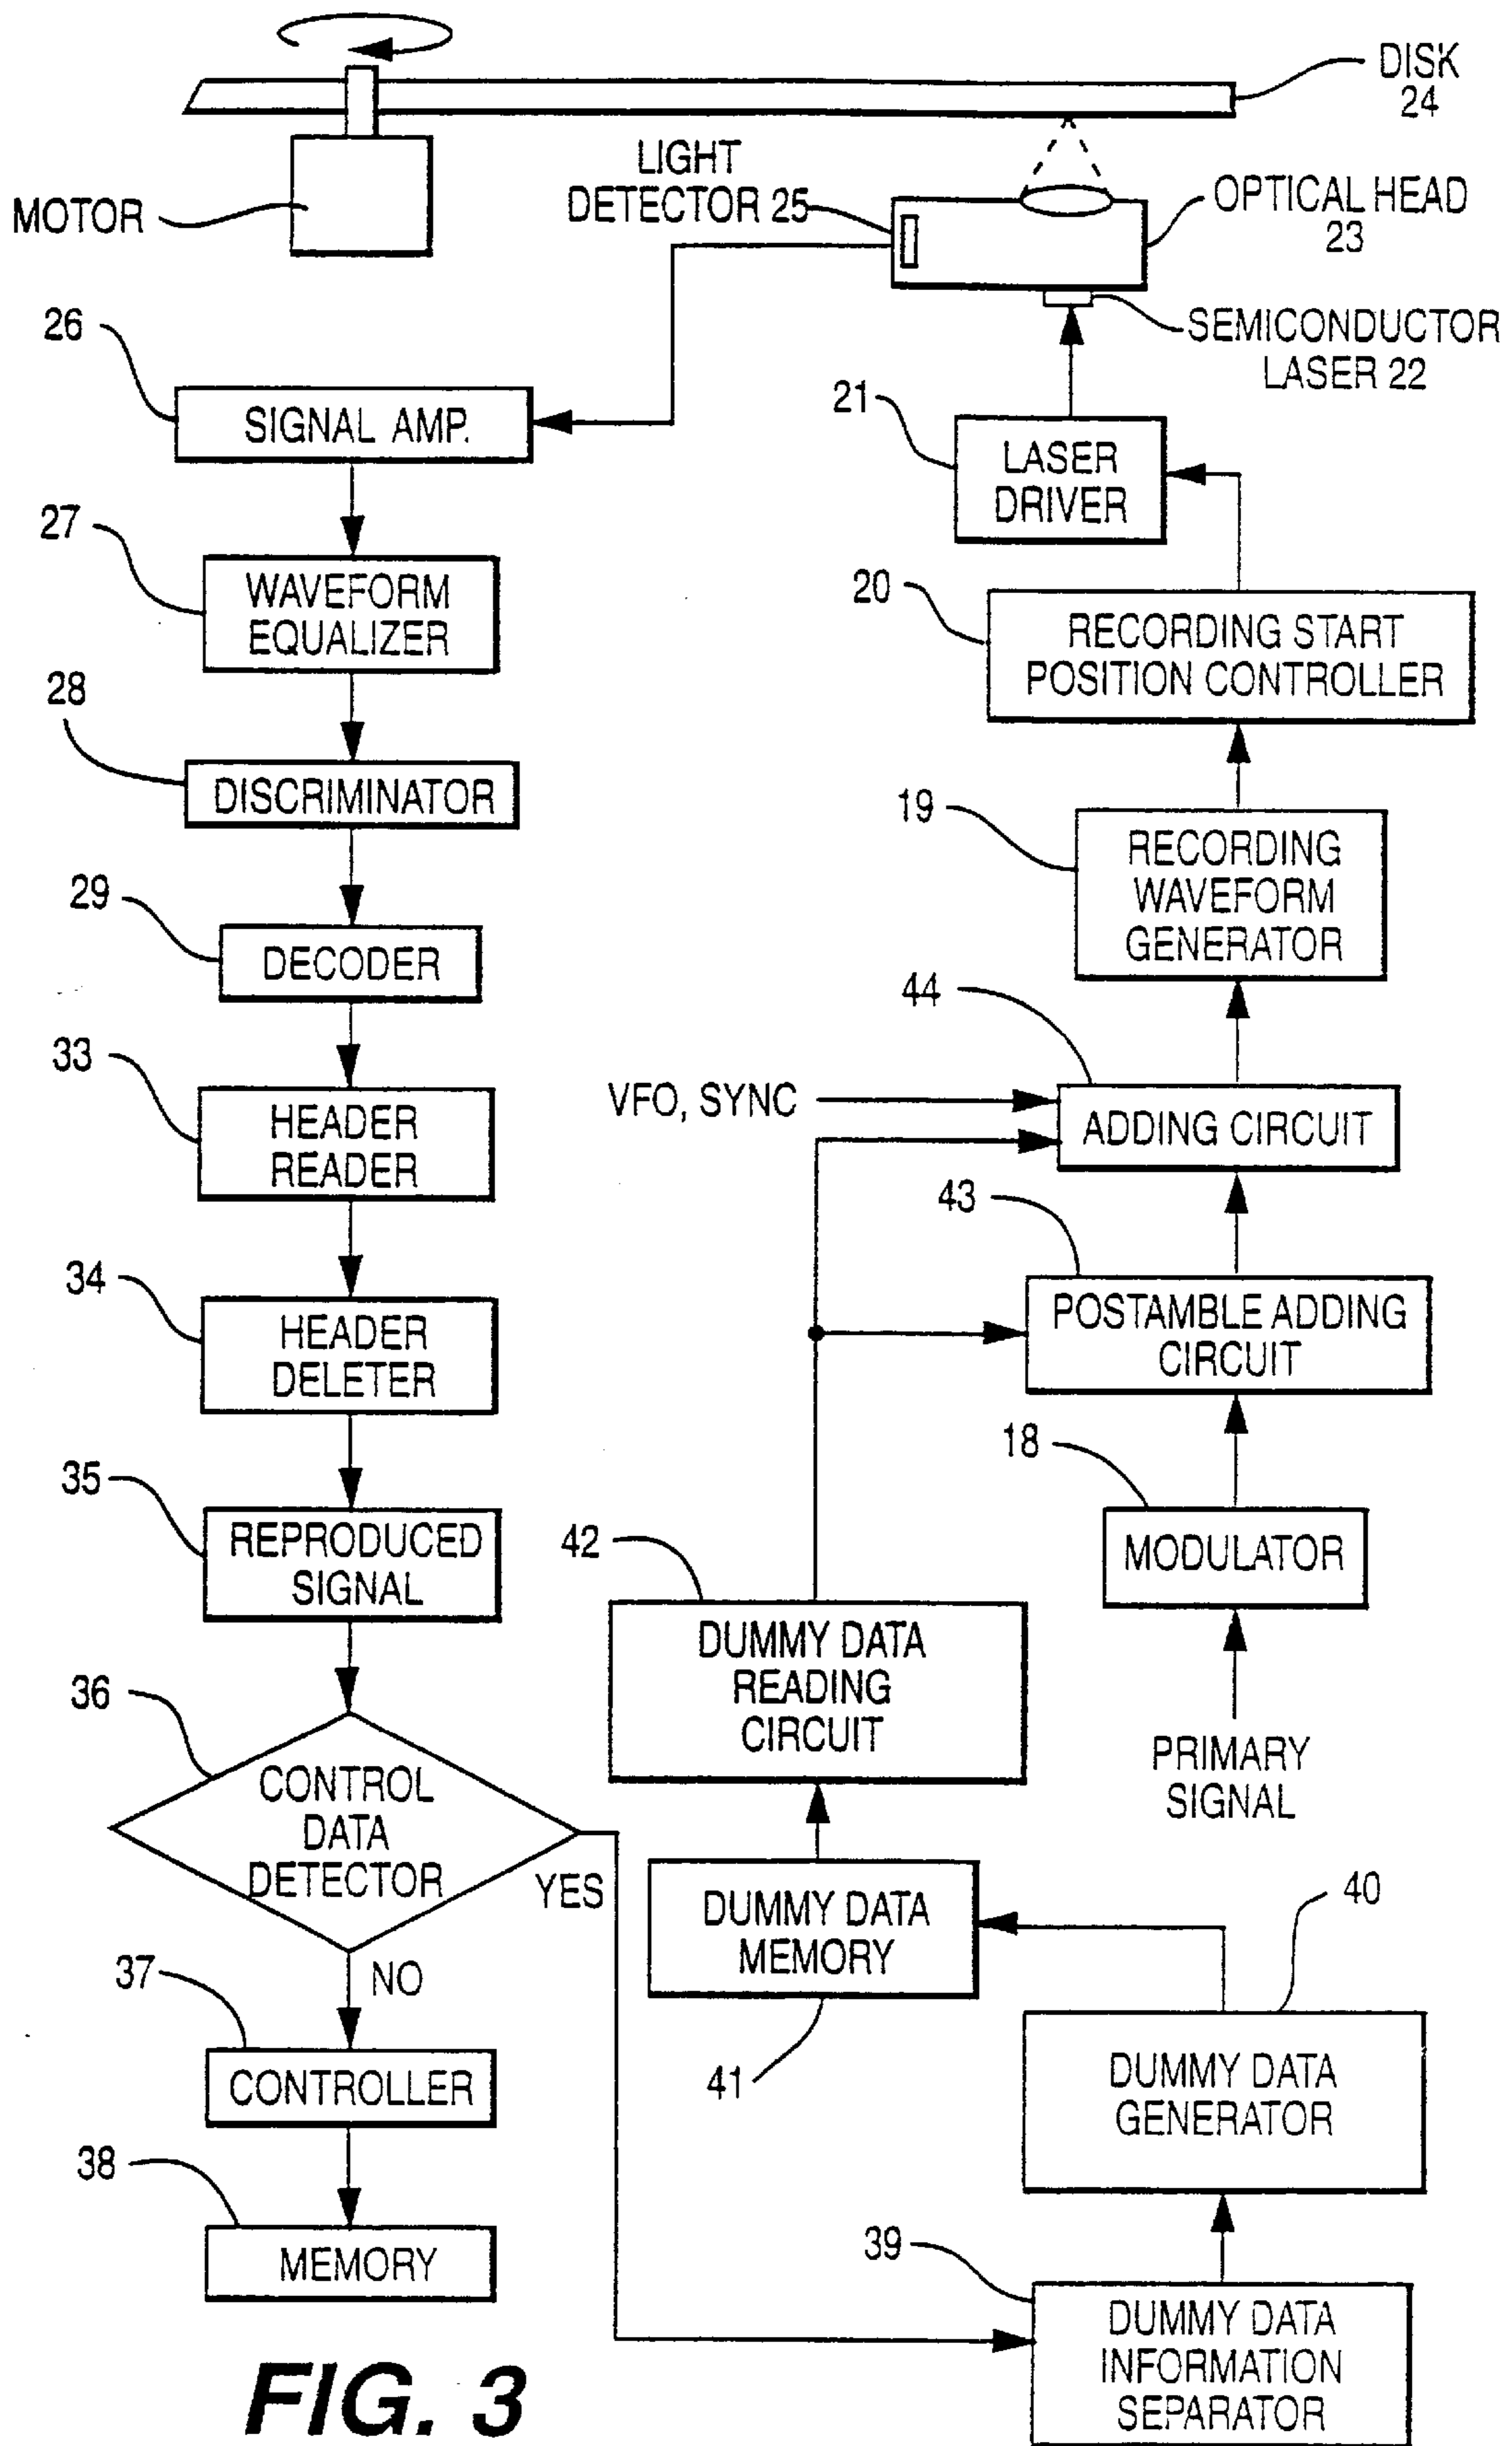 DISK
24
MOTOR
LIGHT
DETECTOR 25
OPTICAL HEAD
23
SEMICONDUCTOR
LASER 22
26
SIGNAL AMP.
21
LASER
DRIVER
27
WAVEFORM
EQUALIZER
20
RECORDING START
POSITION CONTROLLER
28
DISCRIMINATOR
19
RECORDING
WAVEFORM
GENERATOR
29
DECODER
44
VFO, SYNC
ADDING CIRCUIT
33
HEADER
READER
43
POSTAMBLE ADDING
CIRCUIT
34
HEADER
DELETER
18
MODULATOR
PRIMARY
SIGNAL
35
REPRODUCED
SIGNAL
42
DUMMY DATA
READING
CIRCUIT
36
CONTROL
DATA
DETECTOR
YES
NO
DUMMY DATA
MEMORY
41
40
DUMMY DATA
GENERATOR
37
CONTROLLER
38
MEMORY
39
DUMMY DATA
INFORMATION
SEPARATOR
FIG. 3